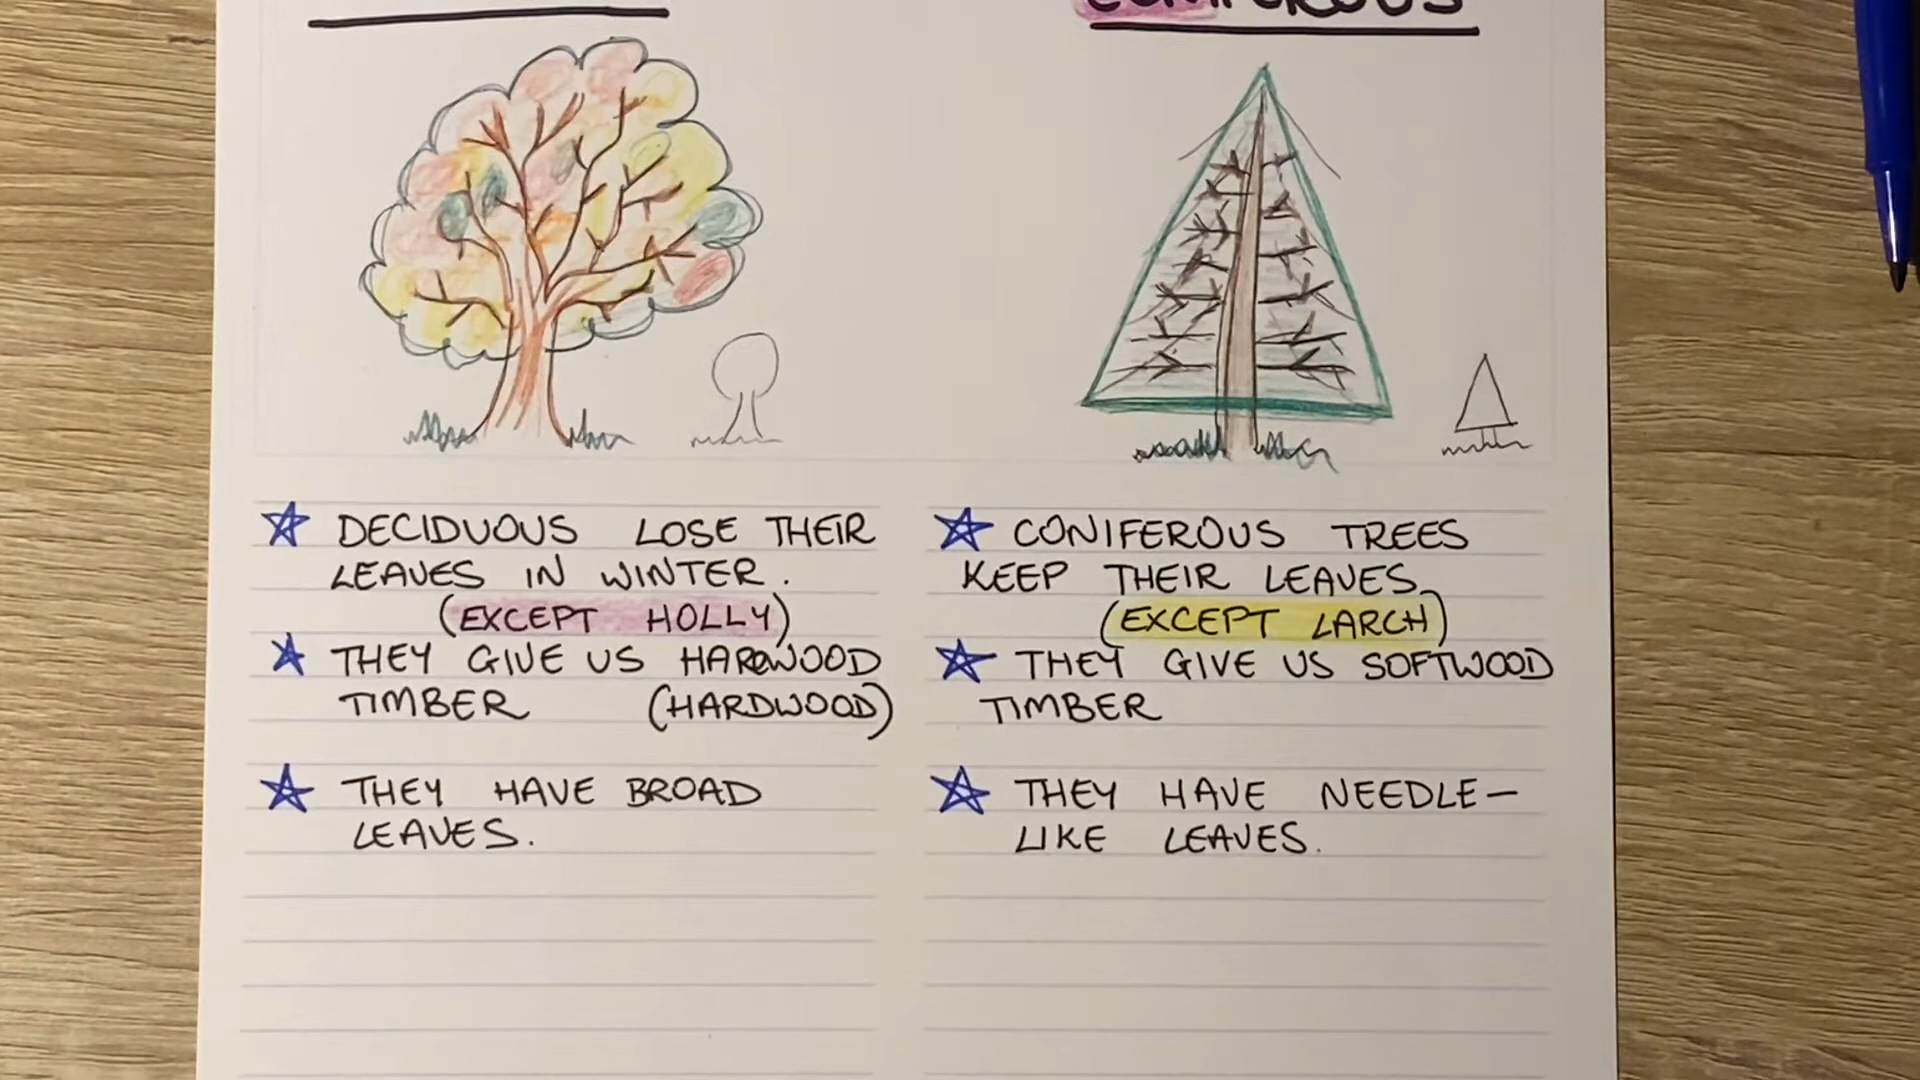 CONIFEROUS
DECIDUOUS LOSE THEIR
LEAVES IN WINTER.
(EXCEPT HOLLY)
THEY GIVE US HARDWOOD
TIMBER (HARDWOOD)
THEY HAVE BROAD
LEAVES.
CONIFEROUS TREES
KEEP THEIR LEAVES
(EXCEPT LARCH)
THEY GIVE US SOFTWOOD
TIMBER
THEY HAVE NEEDLE-
LIKE LEAVES.